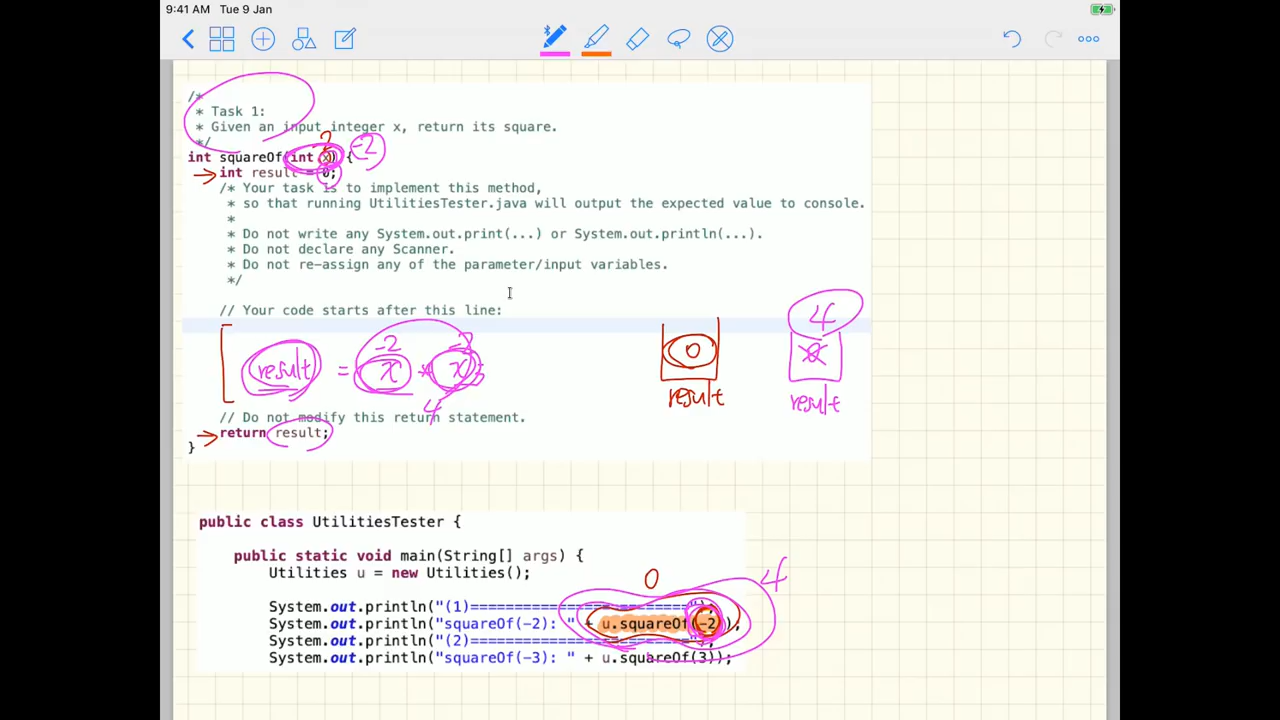 9:41 AM Tue 9 Jan
/*
* Task 1:
* Given an input integer x, return its square.
*/
2
-2
int squareOf(int x) {
int result = 0;
/* Your task is to implement this method,
* so that running UtilitiesTester.java will output the expected value to console.
*
* Do not write any System.out.print(...) or System.out.println(...).
* Do not declare any Scanner.
* Do not re-assign any of the parameter/input variables.
*/
// Your code starts after this line:
-2 -2
result = x * x;
4
0
result
4
0
result
// Do not modify this return statement.
return result;
}
public class UtilitiesTester {
public static void main(String[] args) {
Utilities u = new Utilities();
0
4
System.out.println("(1)========================");
System.out.println("squareOf(-2): " + u.squareOf(-2));
System.out.println("(2)========================");
System.out.println("squareOf(-3): " + u.squareOf(3));